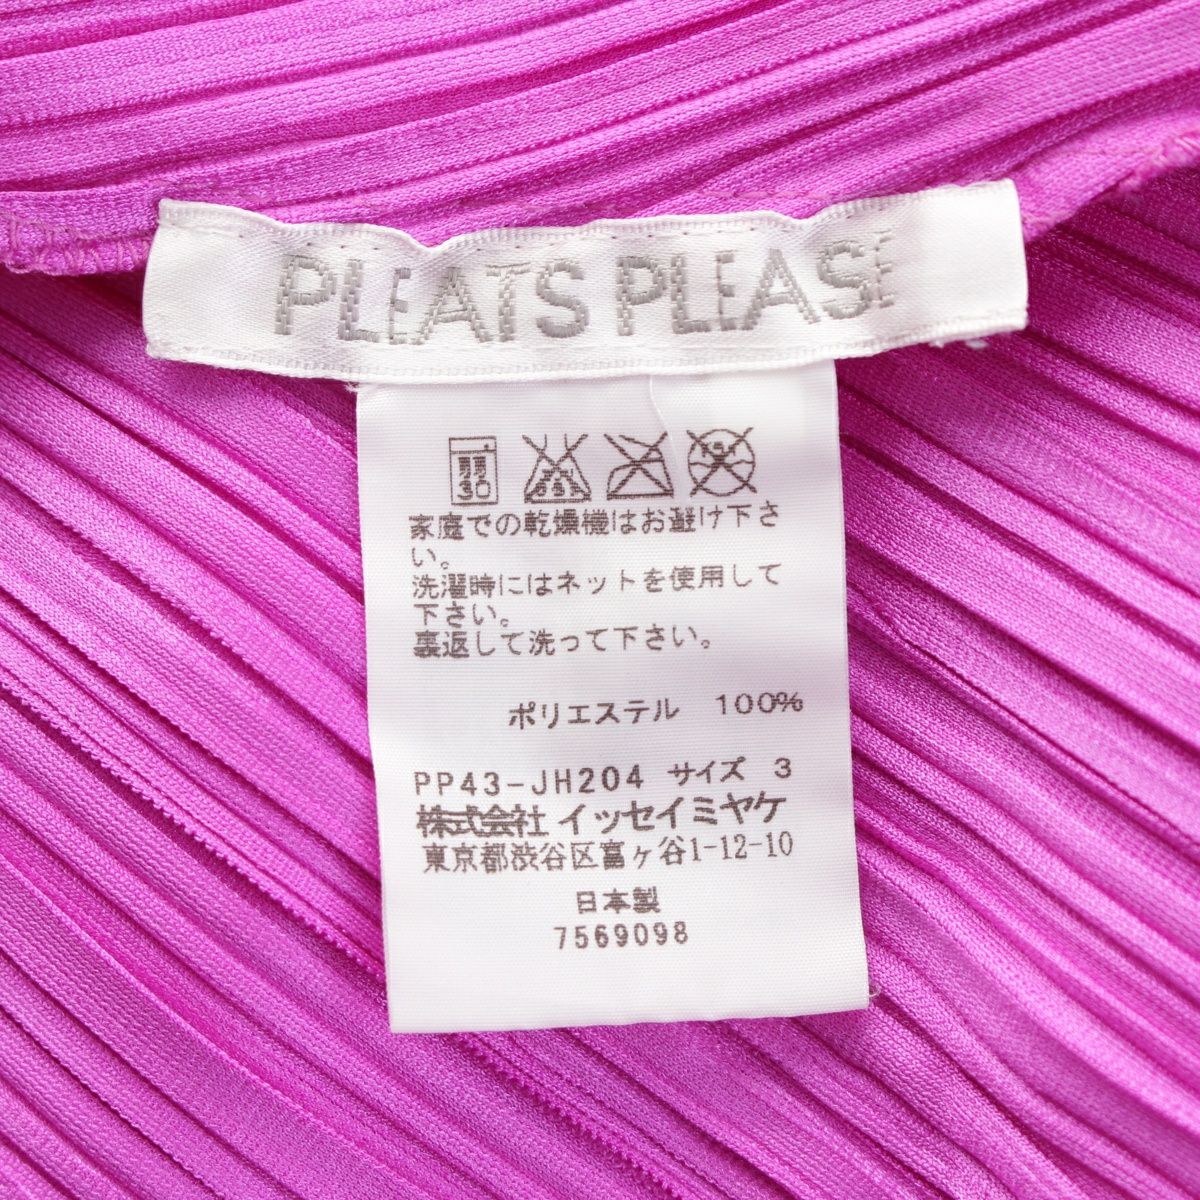 PLEATS PLEASE
30
家庭での乾燥機はお避け下さ
い。
洗濯時にはネットを使用して
下さい。
裏返して洗って下さい。
ポリエステル 100%
PP43-JH204 サイズ 3
株式会社 イッセイミヤケ
東京都渋谷区富ヶ谷1-12-10
日本製
7569098